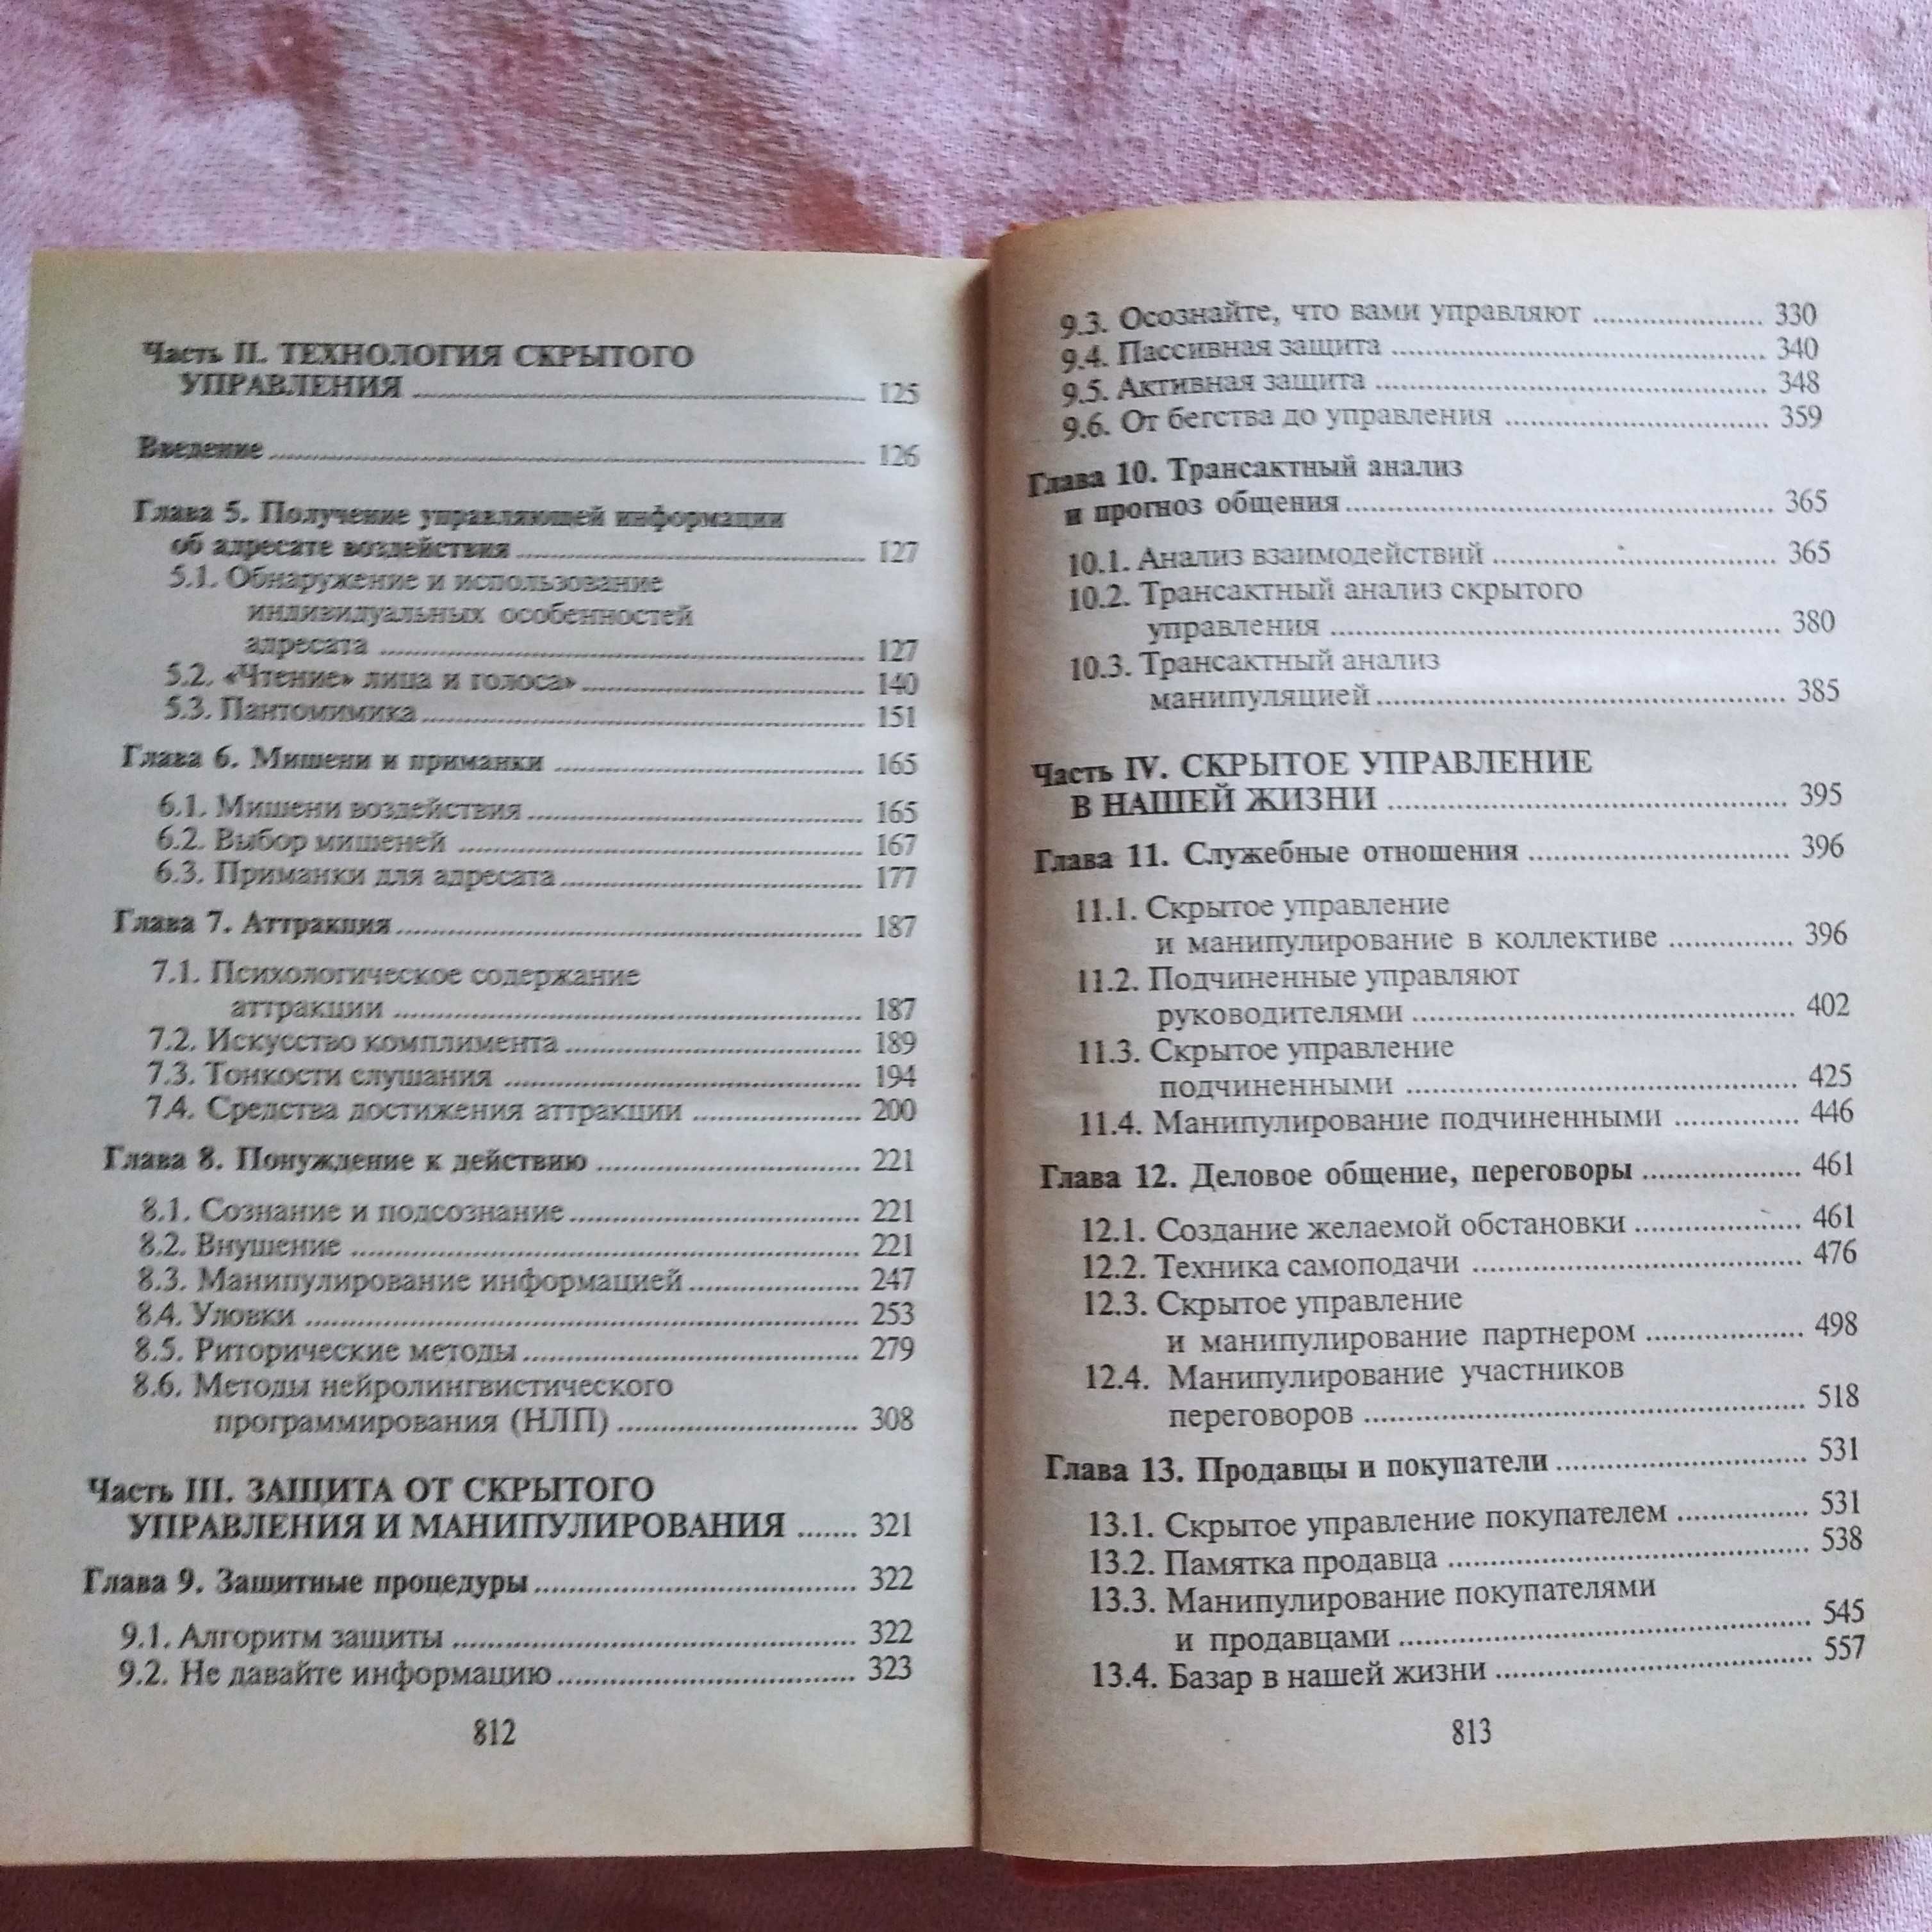 Часть II. ТЕХНОЛОГИЯ СКРЫТОГО
УПРАВЛЕНИЯ ........ 125
Введение ........ 126
Глава 5. Получение управляющей информации
об адресате воздействия ........ 127
5.1. Обнаружение и использование
индивидуальных особенностей
адресата ........ 127
5.2. «Чтение» лица и голоса» ........ 140
5.3. Пантомимика ........ 151
Глава 6. Мишени и приманки ........ 165
6.1. Мишени воздействия ........ 165
6.2. Выбор мишеней ........ 167
6.3. Приманки для адресата ........ 177
Глава 7. Аттракция ........ 187
7.1. Психологическое содержание
аттракции ........ 187
7.2. Искусство комплимента ........ 189
7.3. Тонкости слушания ........ 194
7.4. Средства достижения аттракции ........ 200
Глава 8. Понуждение к действию ........ 221
8.1. Сознание и подсознание ........ 221
8.2. Внушение ........ 221
8.3. Манипулирование информацией ........ 247
8.4. Уловки ........ 253
8.5. Риторические методы ........ 279
8.6. Методы нейролингвистического
программирования (НЛП) ........ 308
Часть III. ЗАЩИТА ОТ СКРЫТОГО
УПРАВЛЕНИЯ И МАНИПУЛИРОВАНИЯ ....... 321
Глава 9. Защитные процедуры ........ 322
9.1. Алгоритм защиты ........ 322
9.2. Не давайте информацию ........ 323
812
9.3. Осознайте, что вами управляют ........ 330
9.4. Пассивная защита ........ 340
9.5. Активная защита ........ 348
9.6. От бегства до управления ........ 359
Глава 10. Трансактный анализ
и прогноз общения ........ 365
10.1. Анализ взаимодействий ........ 365
10.2. Трансактный анализ скрытого
управления ........ 380
10.3. Трансактный анализ
манипуляцией ........ 385
Часть IV. СКРЫТОЕ УПРАВЛЕНИЕ
В НАШЕЙ ЖИЗНИ ........ 395
Глава 11. Служебные отношения ........ 396
11.1. Скрытое управление
и манипулирование в коллективе ........ 396
11.2. Подчиненные управляют
руководителями ........ 402
11.3. Скрытое управление
подчиненными ........ 425
11.4. Манипулирование подчиненными ........ 446
Глава 12. Деловое общение, переговоры ........ 461
12.1. Создание желаемой обстановки ........ 461
12.2. Техника самоподачи ........ 476
12.3. Скрытое управление
и манипулирование партнером ........ 498
12.4. Манипулирование участников
переговоров ........ 518
Глава 13. Продавцы и покупатели ........ 531
13.1. Скрытое управление покупателем ........ 531
13.2. Памятка продавца ........ 538
13.3. Манипулирование покупателями
и продавцами ........ 545
13.4. Базар в нашей жизни ........ 557
813